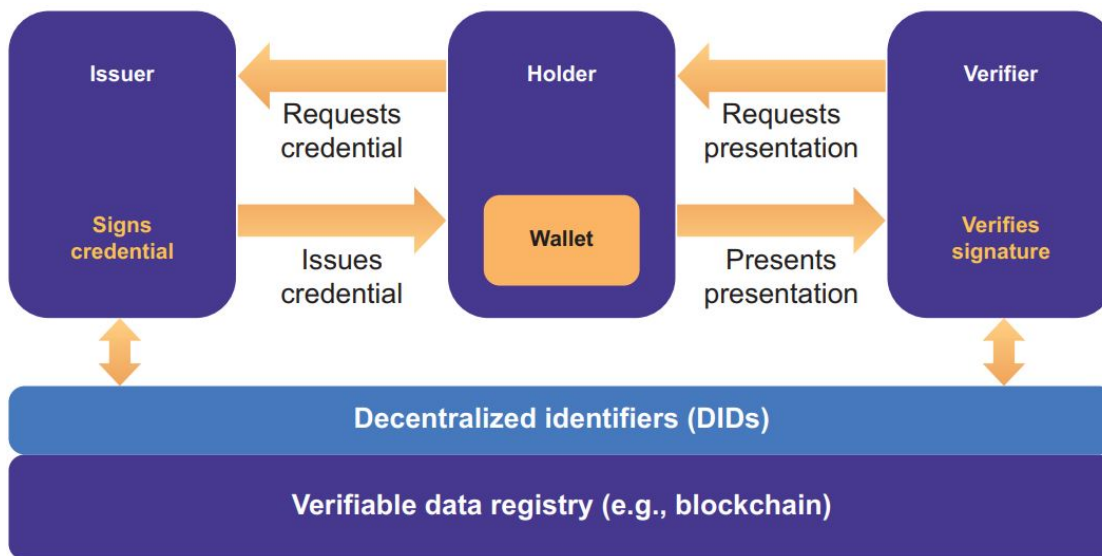 Issuer
Holder
Verifier
Requests
credential
Requests
presentation
Signs
credential
Wallet
Verifies
signature
Issues
credential
Presents
presentation
Decentralized identifiers (DIDs)
Verifiable data registry (e.g., blockchain)